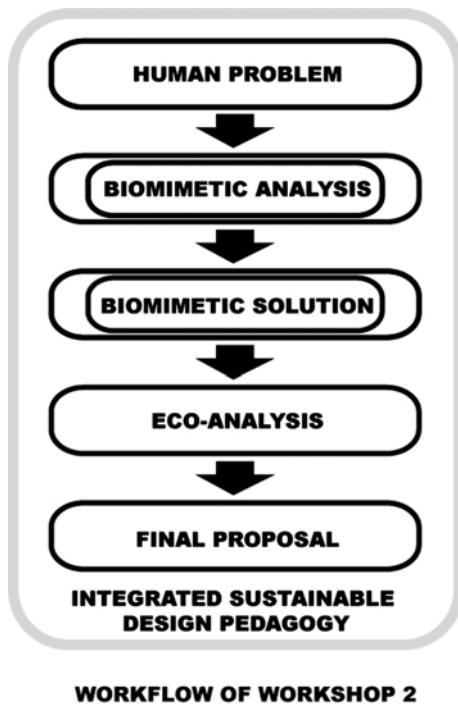 HUMAN PROBLEM
BIOMIMETIC ANALYSIS
BIOMIMETIC SOLUTION
ECO-ANALYSIS
FINAL PROPOSAL
INTEGRATED SUSTAINABLE
DESIGN PEDAGOGY
WORKFLOW OF WORKSHOP 2